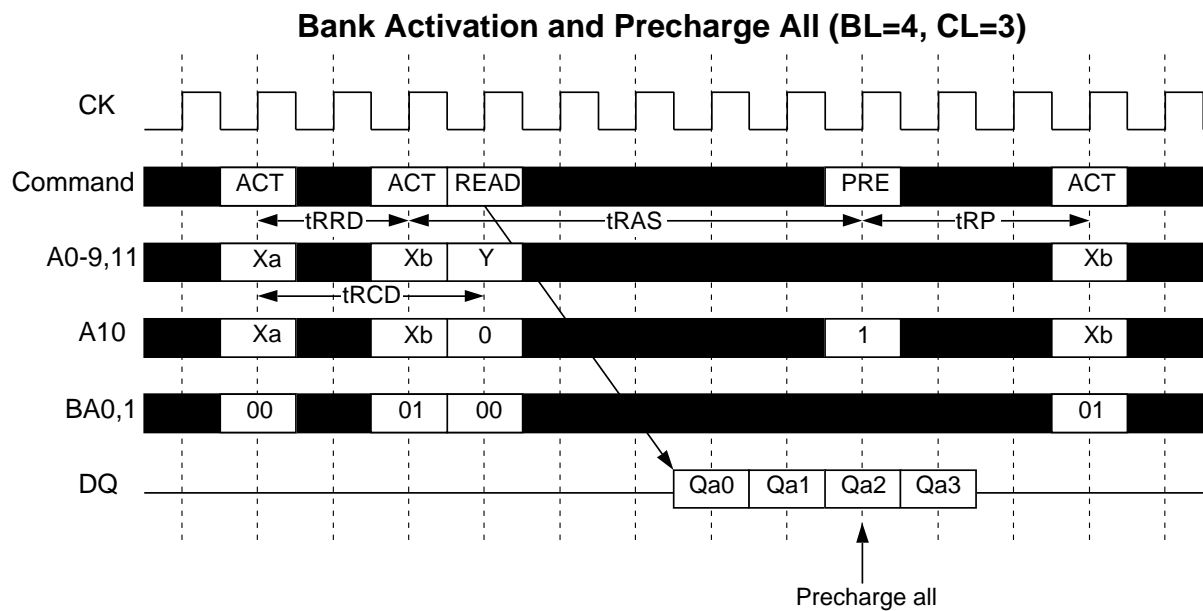 Bank Activation and Precharge All (BL=4, CL=3)
CK
Command ACT ACT READ PRE ACT
tRRD tRAS tRP
A0-9,11 Xa Xb Y Xb
tRCD
A10 Xa Xb 0 1 Xb
BA0,1 00 01 00 01
DQ Qa0 Qa1 Qa2 Qa3
Precharge all